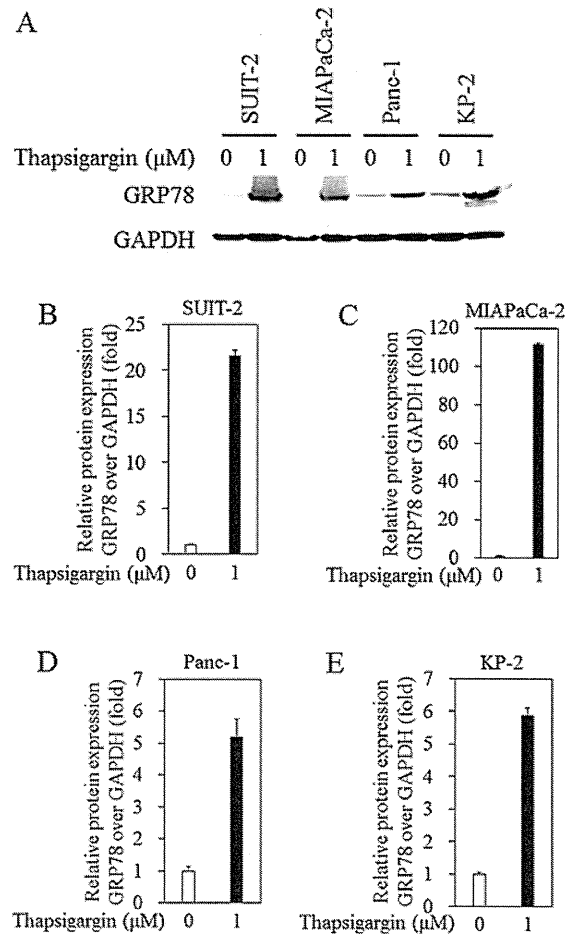 A
SUIT-2 MIAPaCa-2 Panc-1 KP-2
Thapsigargin (μM) 0 1 0 1 0 1 0 1
GRP78
GAPDH
B
SUIT-2
Relative protein expression
GRP78 over GAPDH (fold)
25
20
15
10
5
0
Thapsigargin (μM) 0 1
C
MIAPaCa-2
Relative protein expression
GRP78 over GAPDH (fold)
120
100
80
60
40
20
0
Thapsigargin (μM) 0 1
D
Panc-1
Relative protein expression
GRP78 over GAPDH (fold)
7
6
5
4
3
2
1
0
Thapsigargin (μM) 0 1
E
KP-2
Relative protein expression
GRP78 over GAPDH (fold)
7
6
5
4
3
2
1
0
Thapsigargin (μM) 0 1